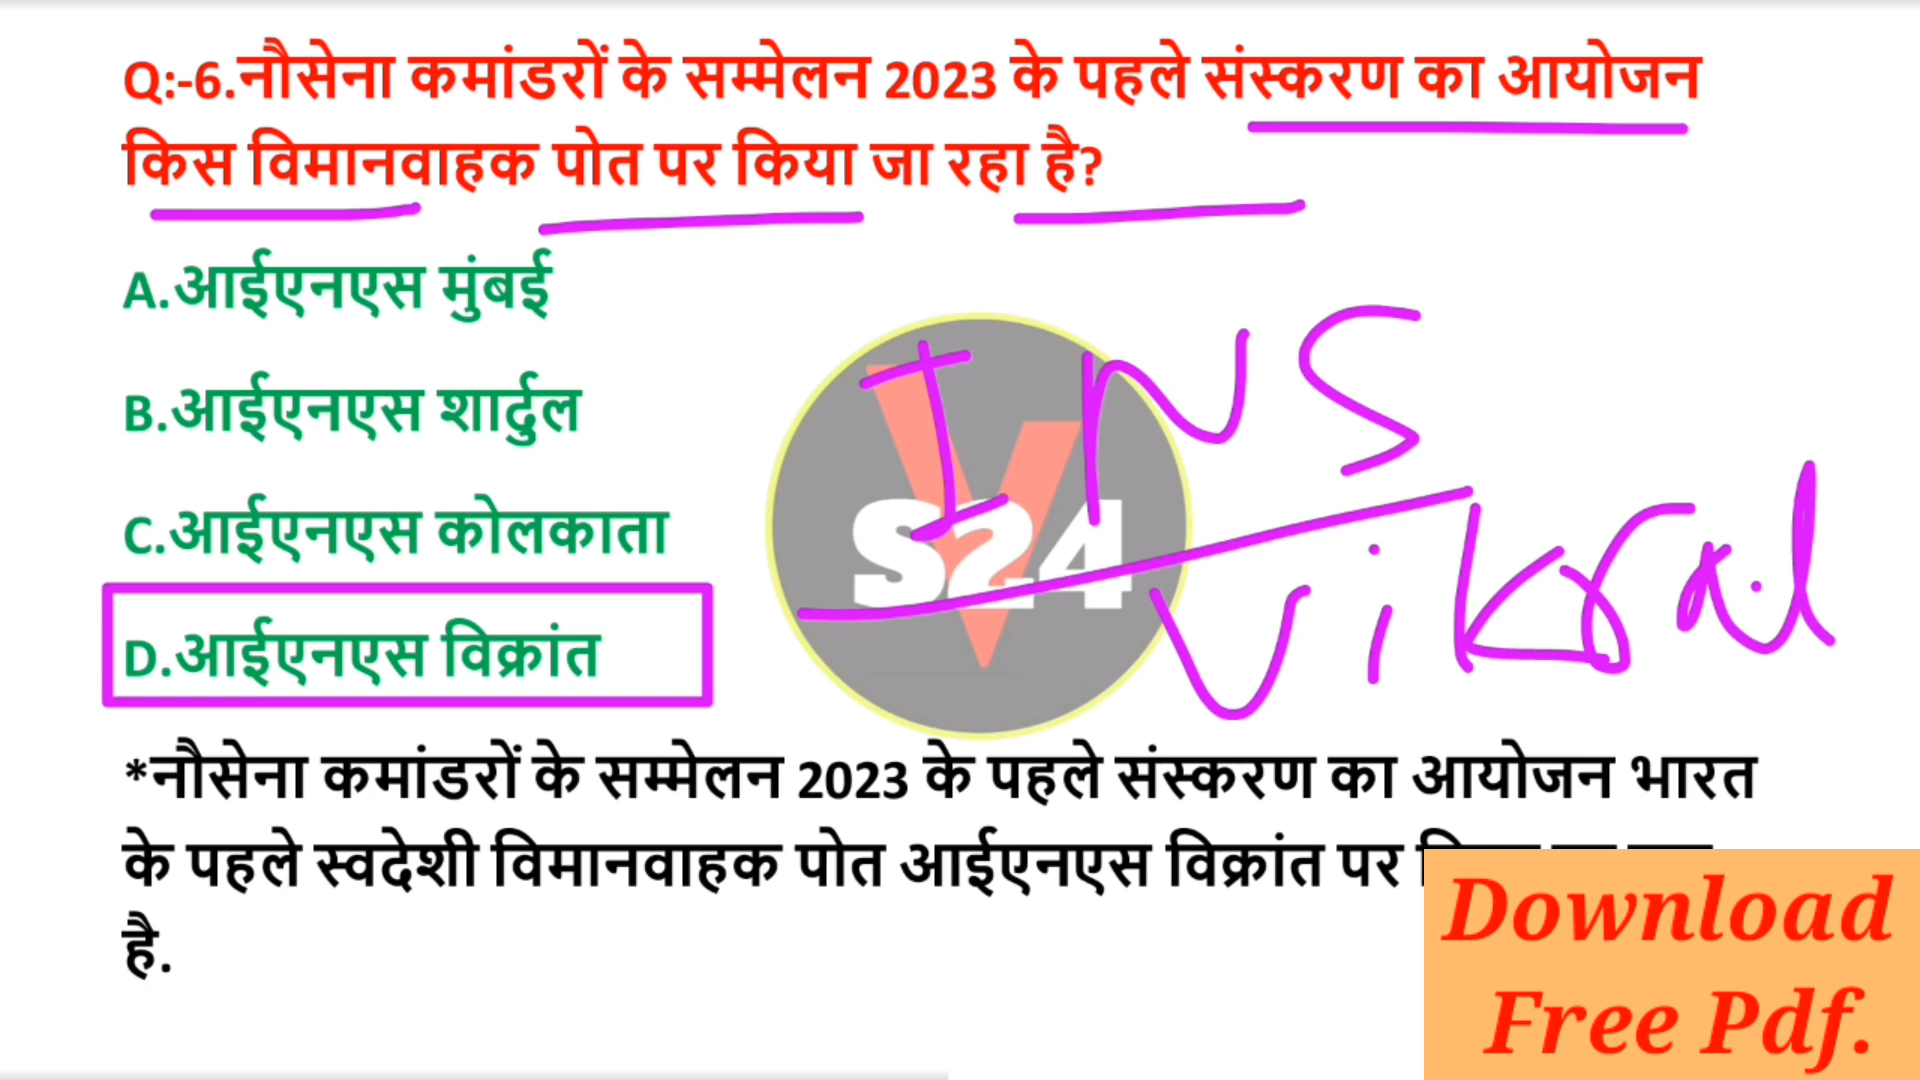 Q:-6.नौसेना कमांडरों के सम्मेलन 2023 के पहले संस्करण का आयोजन
किस विमानवाहक पोत पर किया जा रहा है?
A.आईएनएस मुंबई
B.आईएनएस शार्दुल
C.आईएनएस कोलकाता
D.आईएनएस विक्रांत
INS
S24
*नौसेना कमांडरों के सम्मेलन 2023 के पहले संस्करण का आयोजन भारत
के पहले स्वदेशी विमानवाहक पोत आईएनएस विक्रांत पर
है.
Download
Free Pdf.